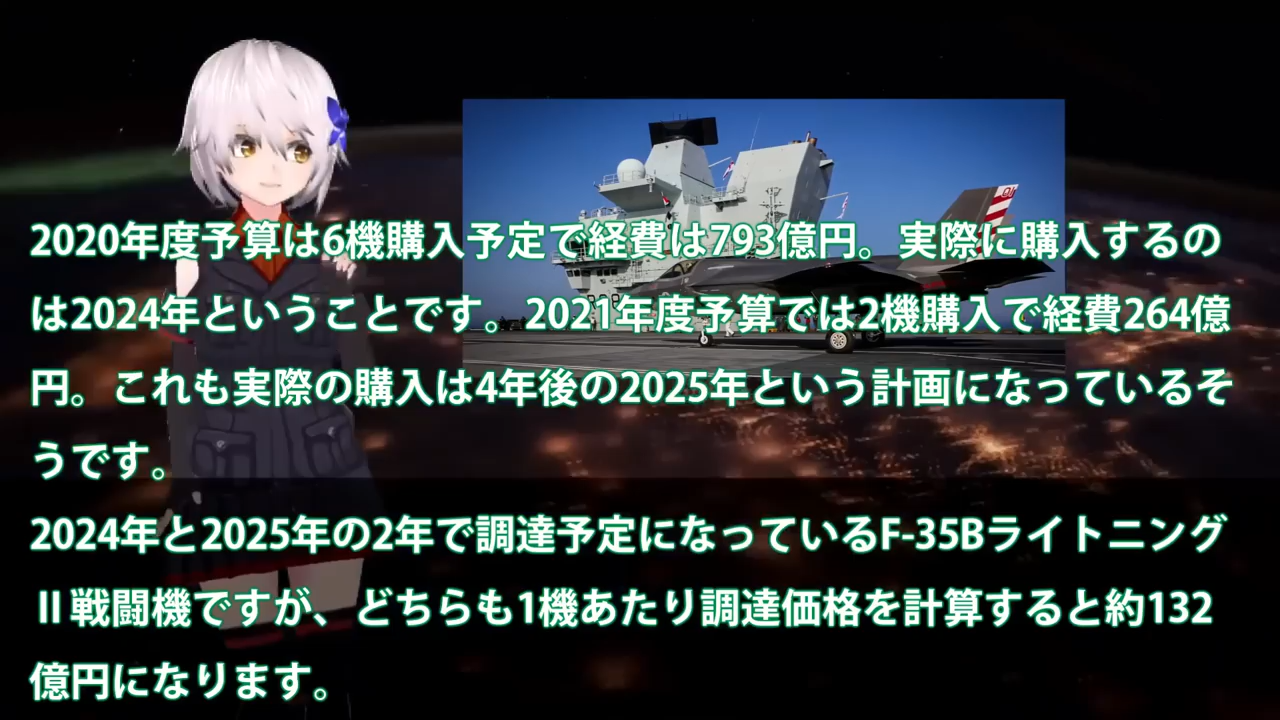 2020年度予算は6機購入予定で経費は793億円。実際に購入するの
は2024年ということです。2021年度予算では2機購入で経費264億
円。これも実際の購入は4年後の2025年という計画になっているそ
うです。
2024年と2025年の2年で調達予定になっているF-35Bライトニング
Ⅱ戦闘機ですが、どちらも1機あたり調達価格を計算すると約132
億円になります。